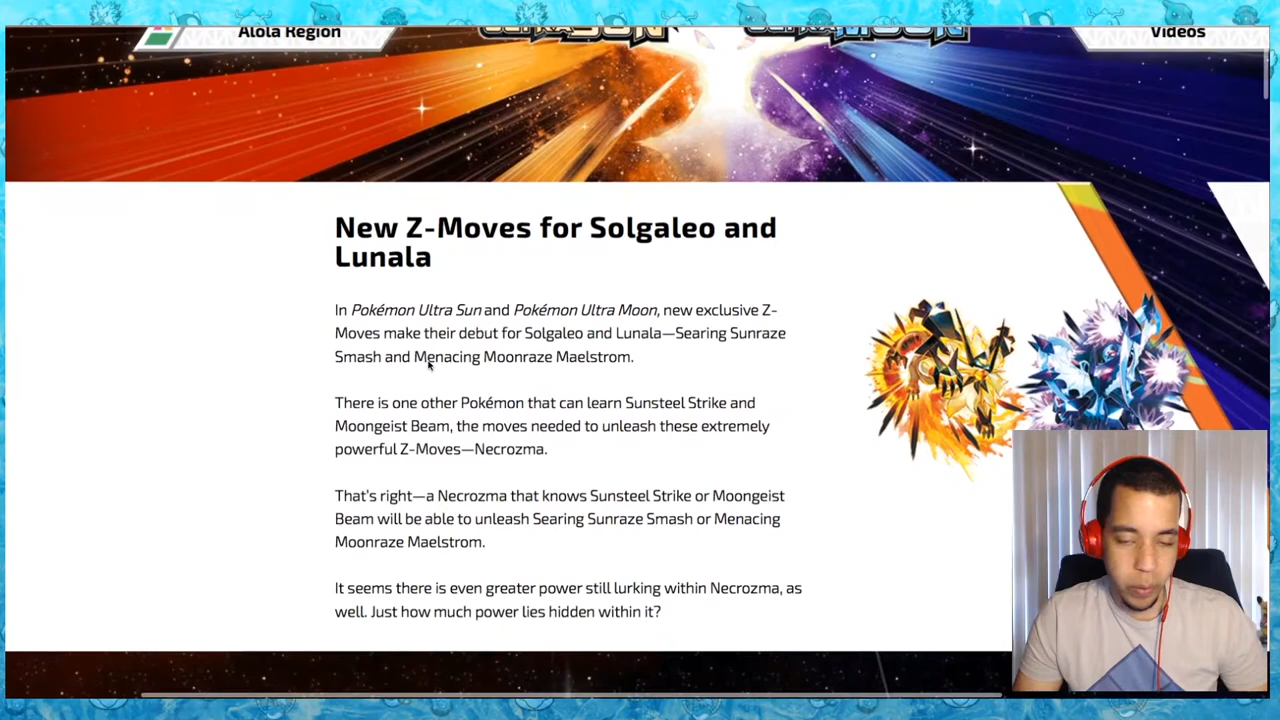 Alola Region
ULTRA SUN
ULTRA MOON
Videos
New Z-Moves for Solgaleo and
Lunala
In Pokémon Ultra Sun and Pokémon Ultra Moon, new exclusive Z-
Moves make their debut for Solgaleo and Lunala—Searing Sunraze
Smash and Menacing Moonraze Maelstrom.
There is one other Pokémon that can learn Sunsteel Strike and
Moongeist Beam, the moves needed to unleash these extremely
powerful Z-Moves—Necrozma.
That's right—a Necrozma that knows Sunsteel Strike or Moongeist
Beam will be able to unleash Searing Sunraze Smash or Menacing
Moonraze Maelstrom.
It seems there is even greater power still lurking within Necrozma, as
well. Just how much power lies hidden within it?